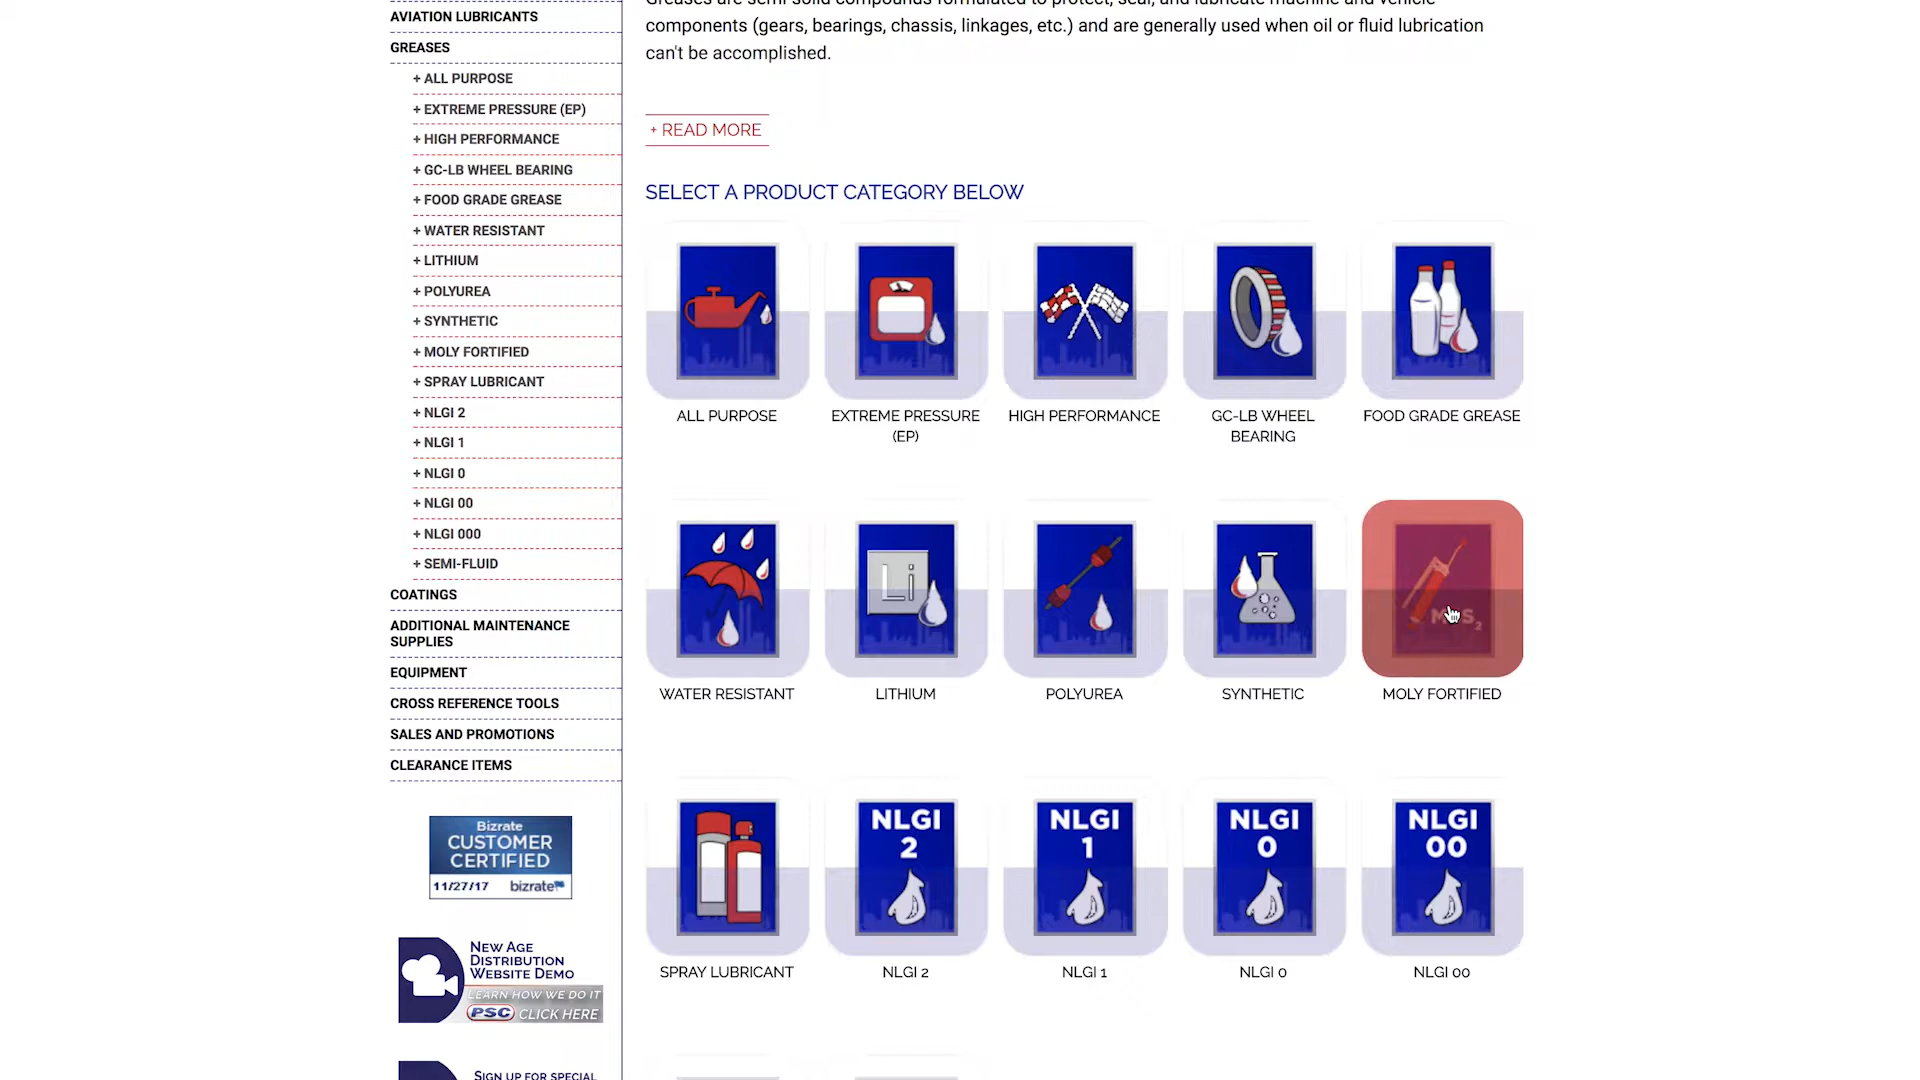 AVIATION LUBRICANTS
GREASES
+ ALL PURPOSE
+ EXTREME PRESSURE (EP)
+ HIGH PERFORMANCE
+ GC-LB WHEEL BEARING
+ FOOD GRADE GREASE
+ WATER RESISTANT
+ LITHIUM
+ POLYUREA
+ SYNTHETIC
+ MOLY FORTIFIED
+ SPRAY LUBRICANT
+ NLGI 2
+ NLGI 1
+ NLGI 0
+ NLGI 00
+ NLGI 000
+ SEMI-FLUID
COATINGS
ADDITIONAL MAINTENANCE
SUPPLIES
EQUIPMENT
CROSS REFERENCE TOOLS
SALES AND PROMOTIONS
CLEARANCE ITEMS
Bizrate
CUSTOMER
CERTIFIED
11/27/17 bizrate
NEW AGE
DISTRIBUTION
WEBSITE DEMO
LEARN HOW WE DO IT
PSC CLICK HERE
SIGN UP FOR SPECIAL
Greases are semi-solid compounds formulated to protect, seal, and lubricate machine and vehicle
components (gears, bearings, chassis, linkages, etc.) and are generally used when oil or fluid lubrication
can't be accomplished.
+ READ MORE
SELECT A PRODUCT CATEGORY BELOW
ALL PURPOSE
EXTREME PRESSURE
(EP)
HIGH PERFORMANCE
GC-LB WHEEL
BEARING
FOOD GRADE GREASE
Li
WATER RESISTANT
LITHIUM
POLYUREA
SYNTHETIC
MOLY FORTIFIED
NLGI
2
NLGI
1
NLGI
0
NLGI
00
SPRAY LUBRICANT
NLGI 2
NLGI 1
NLGI 0
NLGI 00